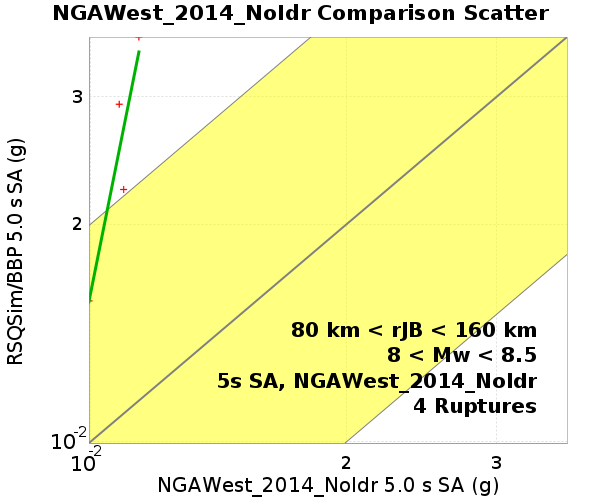 NGAWest_2014_NoIdr Comparison Scatter
RSQSim/BBP 5.0 s SA (g)
3
2
10-2
80 km < rJB < 160 km
8 < Mw < 8.5
5s SA, NGAWest_2014_NoIdr
4 Ruptures
10-2 2 3
NGAWest_2014_NoIdr 5.0 s SA (g)